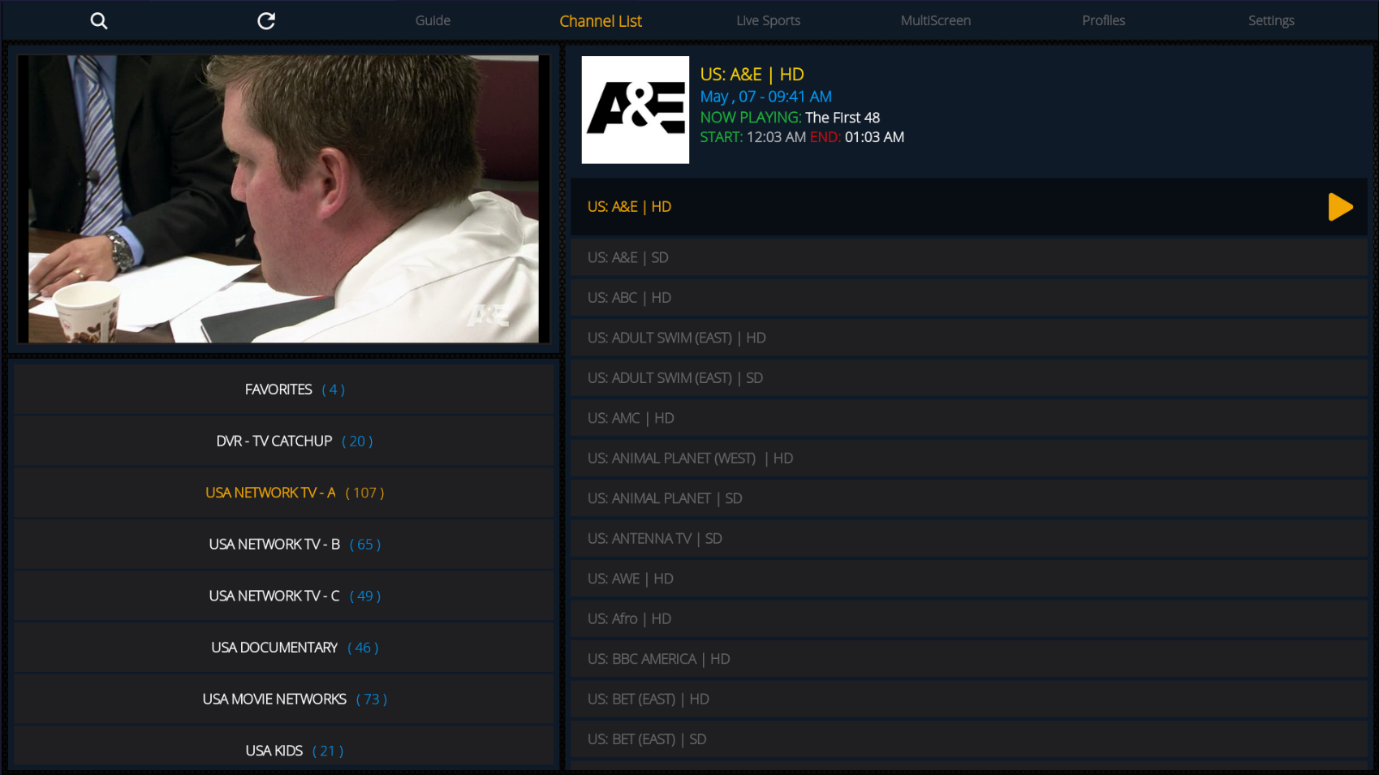 Guide Channel List Live Sports MultiScreen Profiles Settings
A&E
US: A&E | HD
May , 07 - 09:41 AM
NOW PLAYING: The First 48
START: 12:03 AM END: 01:03 AM
A&E
FAVORITES ( 4 )
DVR - TV CATCHUP ( 20 )
USA NETWORK TV - A ( 107 )
USA NETWORK TV - B ( 65 )
USA NETWORK TV - C ( 49 )
USA DOCUMENTARY ( 46 )
USA MOVIE NETWORKS ( 73 )
USA KIDS ( 21 )
US: A&E | HD
US: A&E | SD
US: ABC | HD
US: ADULT SWIM (EAST) | HD
US: ADULT SWIM (EAST) | SD
US: AMC | HD
US: ANIMAL PLANET (WEST) | HD
US: ANIMAL PLANET | SD
US: ANTENNA TV | SD
US: AWE | HD
US: Afro | HD
US: BBC AMERICA | HD
US: BET (EAST) | HD
US: BET (EAST) | SD